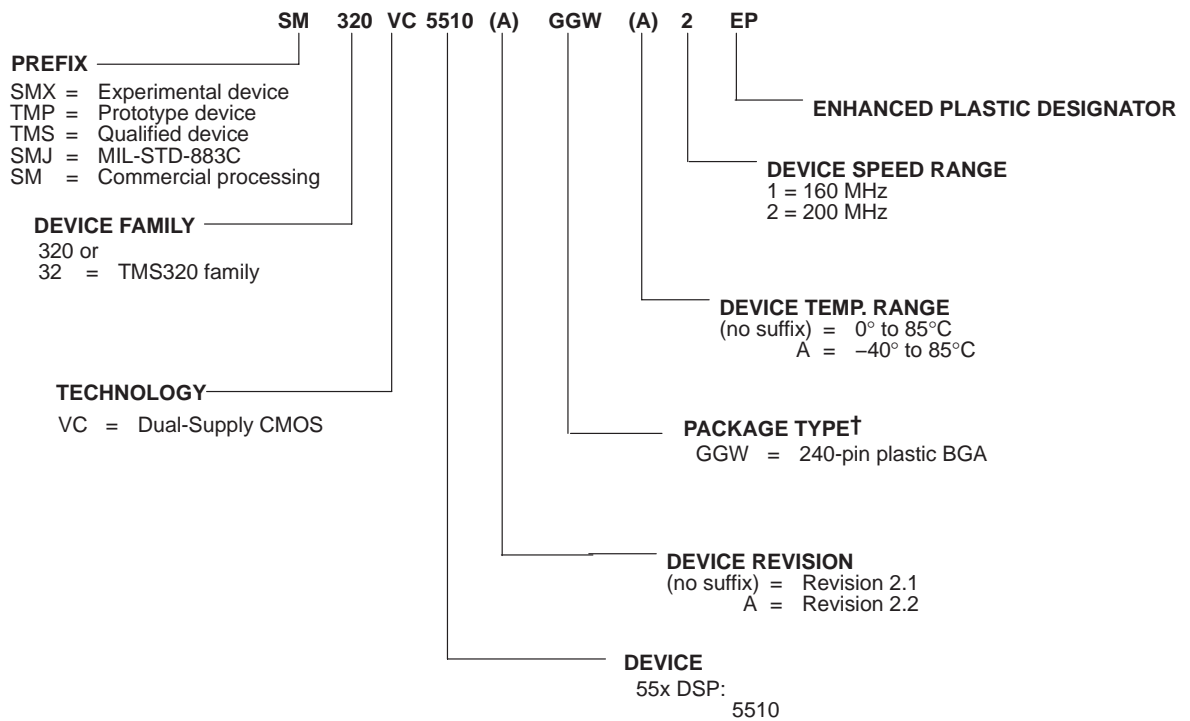 SM 320 VC 5510 (A) GGW (A) 2 EP
PREFIX
SMX = Experimental device
TMP = Prototype device
TMS = Qualified device
SMJ = MIL-STD-883C
SM = Commercial processing
ENHANCED PLASTIC DESIGNATOR
DEVICE SPEED RANGE
1 = 160 MHz
2 = 200 MHz
DEVICE FAMILY
320 or
32 = TMS320 family
DEVICE TEMP. RANGE
(no suffix) = 0° to 85°C
A = −40° to 85°C
TECHNOLOGY
VC = Dual-Supply CMOS
PACKAGE TYPE†
GGW = 240-pin plastic BGA
DEVICE REVISION
(no suffix) = Revision 2.1
A = Revision 2.2
DEVICE
55x DSP:
5510